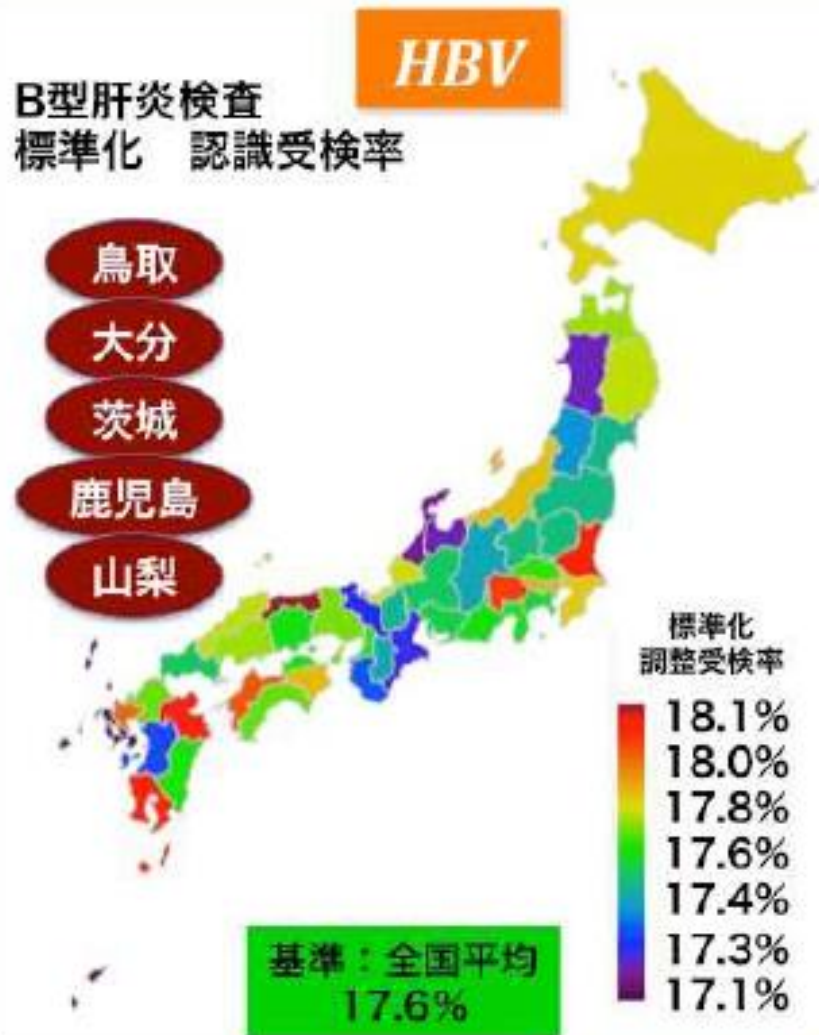 HBV
B型肝炎検査
標準化　認識受検率
鳥取
大分
茨城
鹿児島
山梨
標準化
調整受検率
18.1%
18.0%
17.8%
17.6%
17.4%
17.3%
17.1%
基準：全国平均
17.6%